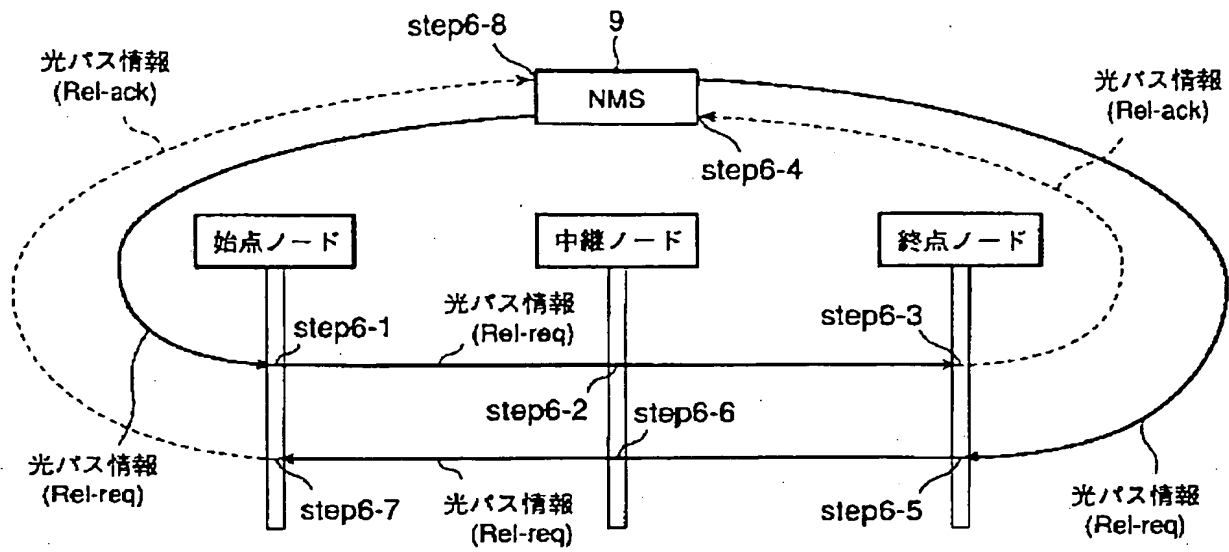 step6-8
9
光パス情報
(Rel-ack)
NMS
光パス情報
(Rel-ack)
step6-4
始点ノード
中継ノード
終点ノード
step6-1
光パス情報
(Rel-req)
step6-3
step6-2
step6-6
光パス情報
(Rel-req)
step6-7
光パス情報
(Rel-req)
step6-5
光パス情報
(Rel-req)